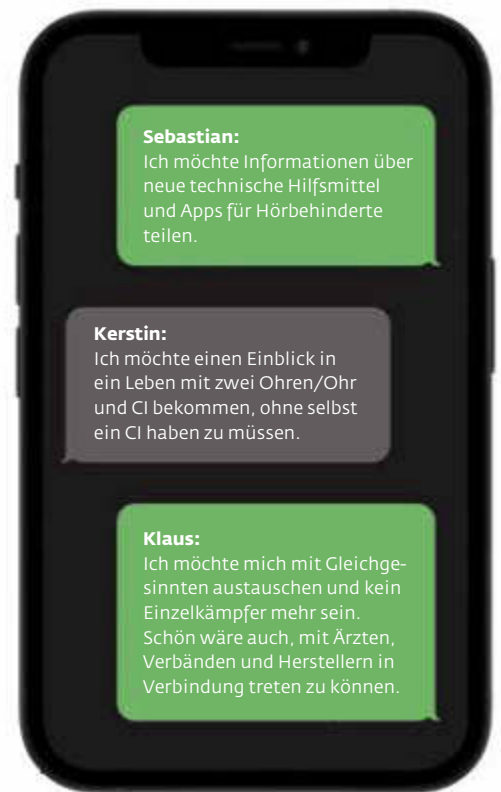 Sebastian:
Ich möchte Informationen über
neue technische Hilfsmittel
und Apps für Hörbehinderte
teilen.
Kerstin:
Ich möchte einen Einblick in
ein Leben mit zwei Ohren/Ohr
und CI bekommen, ohne selbst
ein CI haben zu müssen.
Klaus:
Ich möchte mich mit Gleichge-
sinnten austauschen und kein
Einzelkämpfer mehr sein.
Schön wäre auch, mit Ärzten,
Verbänden und Herstellern in
Verbindung treten zu können.